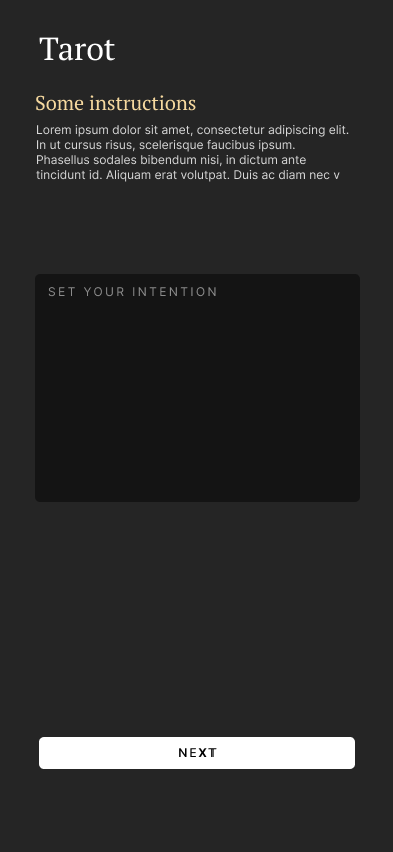 Tarot
Some instructions
Lorem ipsum dolor sit amet, consectetur adipiscing elit.
In ut cursus risus, scelerisque faucibus ipsum.
Phasellus sodales bibendum nisi, in dictum ante
tincidunt id. Aliquam erat volutpat. Duis ac diam nec v
SET YOUR INTENTION
NEXT